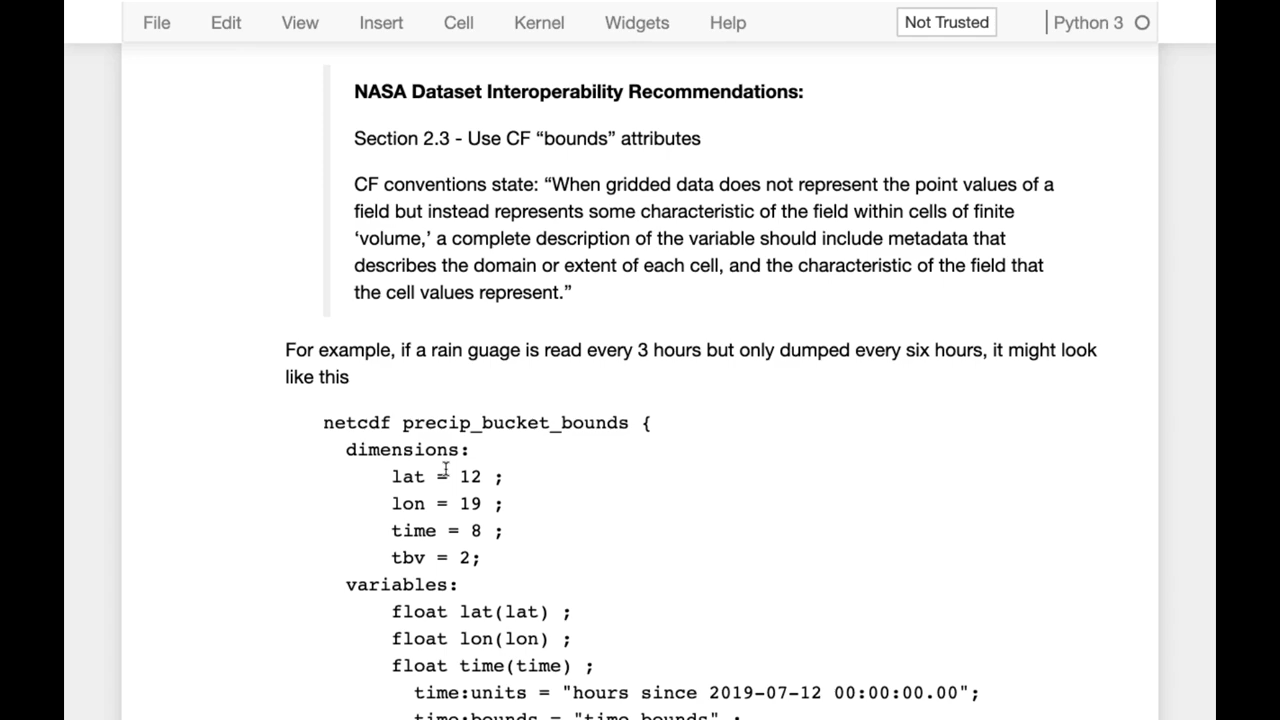 File Edit View Insert Cell Kernel Widgets Help Not Trusted Python 3
NASA Dataset Interoperability Recommendations:
Section 2.3 - Use CF “bounds” attributes
CF conventions state: “When gridded data does not represent the point values of a
field but instead represents some characteristic of the field within cells of finite
‘volume,’ a complete description of the variable should include metadata that
describes the domain or extent of each cell, and the characteristic of the field that
the cell values represent.”
For example, if a rain guage is read every 3 hours but only dumped every six hours, it might look
like this
netcdf precip_bucket_bounds {
dimensions:
lat = 12 ;
lon = 19 ;
time = 8 ;
tbv = 2;
variables:
float lat(lat) ;
float lon(lon) ;
float time(time) ;
time:units = "hours since 2019-07-12 00:00:00.00";
time:bounds = "time_bounds" ;